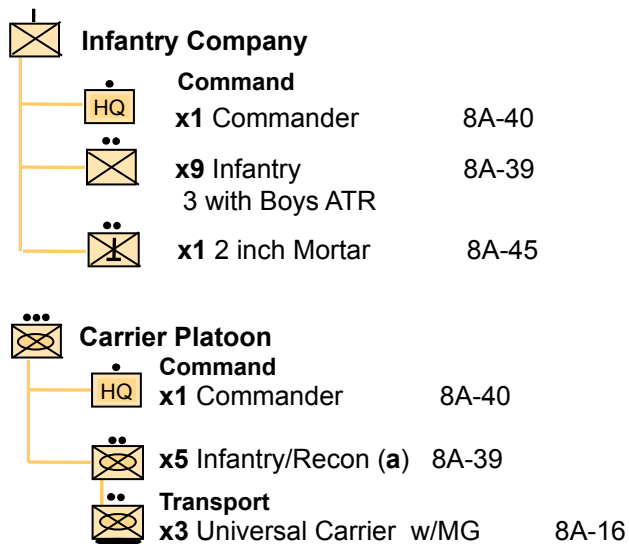 Infantry Company
Command
HQ
x1 Commander 8A-40
x9 Infantry 8A-39
3 with Boys ATR
x1 2 inch Mortar 8A-45
Carrier Platoon
Command
HQ
x1 Commander 8A-40
x5 Infantry/Recon (a) 8A-39
Transport
x3 Universal Carrier w/MG 8A-16